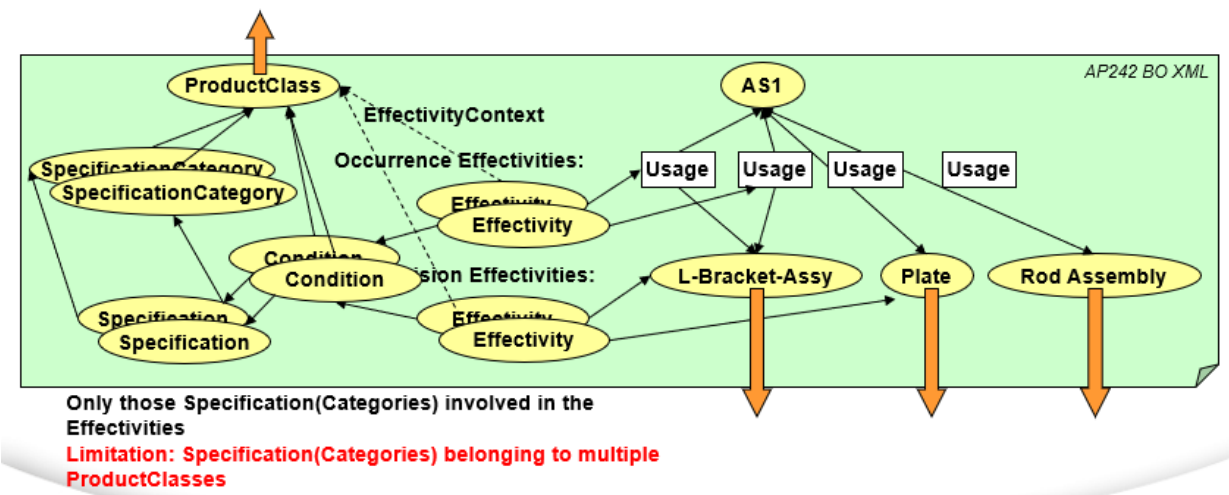 AP242 BO XML
ProductClass
AS1
EffectivityContext
Occurrence Effectivities:
SpecificationCategory
SpecificationCategory
Usage
Usage
Usage
Usage
Effectivity
Effectivity
Condition
Condition
ision Effectivities:
L-Bracket-Assy
Plate
Rod Assembly
Specification
Specification
Effectivity
Effectivity
Only those Specification(Categories) involved in the
Effectivities
Limitation: Specification(Categories) belonging to multiple
ProductClasses